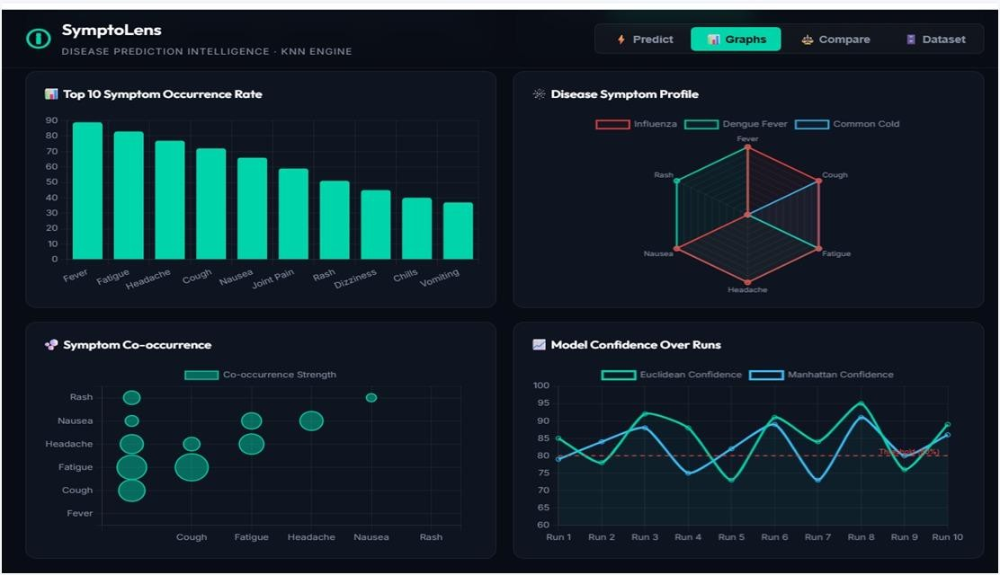 SymptoLens
DISEASE PREDICTION INTELLIGENCE · KNN ENGINE
Predict
Graphs
Compare
Dataset
Top 10 Symptom Occurrence Rate
90
80
70
60
50
40
30
20
10
0
Fever
Fatigue
Headache
Cough
Nausea
Joint Pain
Rash
Dizziness
Chills
Vomiting
Disease Symptom Profile
Influenza
Dengue Fever
Common Cold
Fever
Rash
Cough
Nausea
Fatigue
Headache
Symptom Co-occurrence
Co-occurrence Strength
Rash
Nausea
Headache
Fatigue
Cough
Fever
Cough
Fatigue
Headache
Nausea
Rash
Model Confidence Over Runs
Euclidean Confidence
Manhattan Confidence
100
95
90
85
80
75
70
65
60
Threshold
Run 1
Run 2
Run 3
Run 4
Run 5
Run 6
Run 7
Run 8
Run 9
Run 10